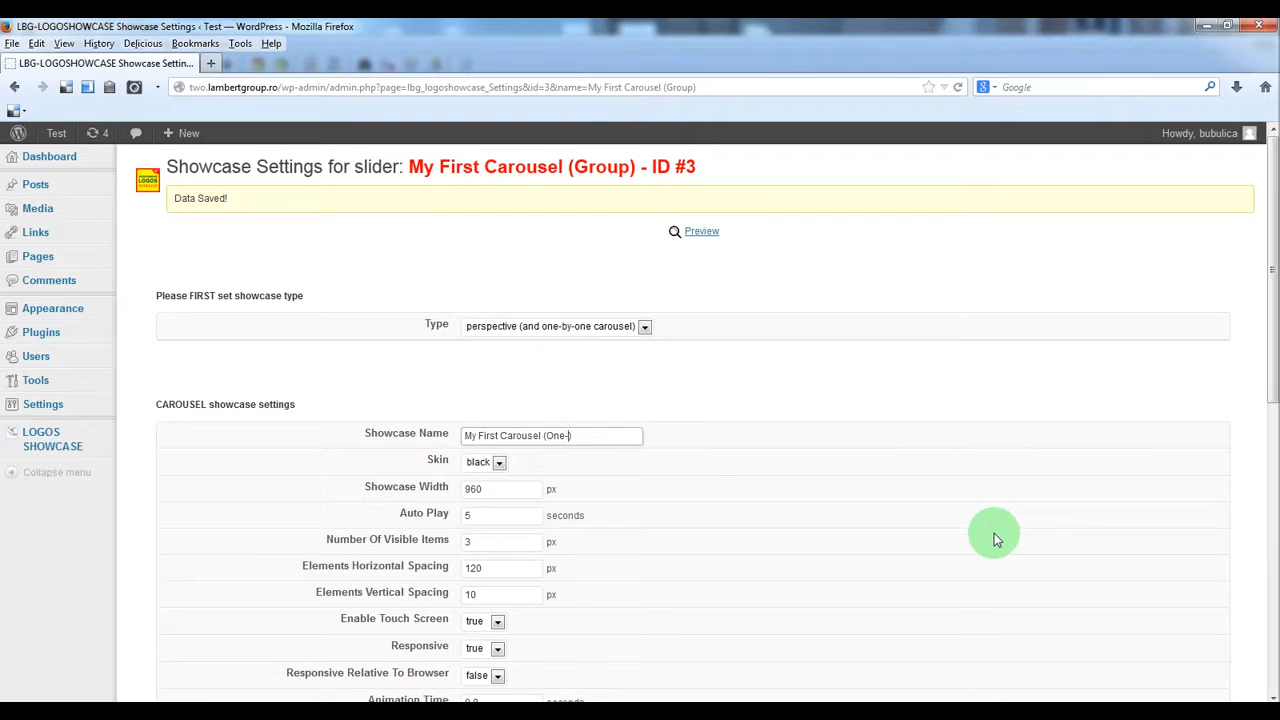 LBG-LOGOSHOWCASE Showcase Settings ‹ Test — WordPress - Mozilla Firefox
File Edit View History Delicious Bookmarks Tools Help
LBG-LOGOSHOWCASE Showcase Settin...
two.lambertgroup.ro/wp-admin/admin.php?page=lbg_logoshowcase_Settings&id=3&name=My First Carousel (Group)
Google
Test 4 New Howdy, bubulica
Dashboard
Posts
Media
Links
Pages
Comments
Appearance
Plugins
Users
Tools
Settings
LOGOS
SHOWCASE
Collapse menu
Showcase Settings for slider: My First Carousel (Group) - ID #3
Data Saved!
Preview
Please FIRST set showcase type
Type perspective (and one-by-one carousel)
CAROUSEL showcase settings
Showcase Name My First Carousel (One-)
Skin black
Showcase Width 960 px
Auto Play 5 seconds
Number Of Visible Items 3 px
Elements Horizontal Spacing 120 px
Elements Vertical Spacing 10 px
Enable Touch Screen true
Responsive true
Responsive Relative To Browser false
Animation Time seconds